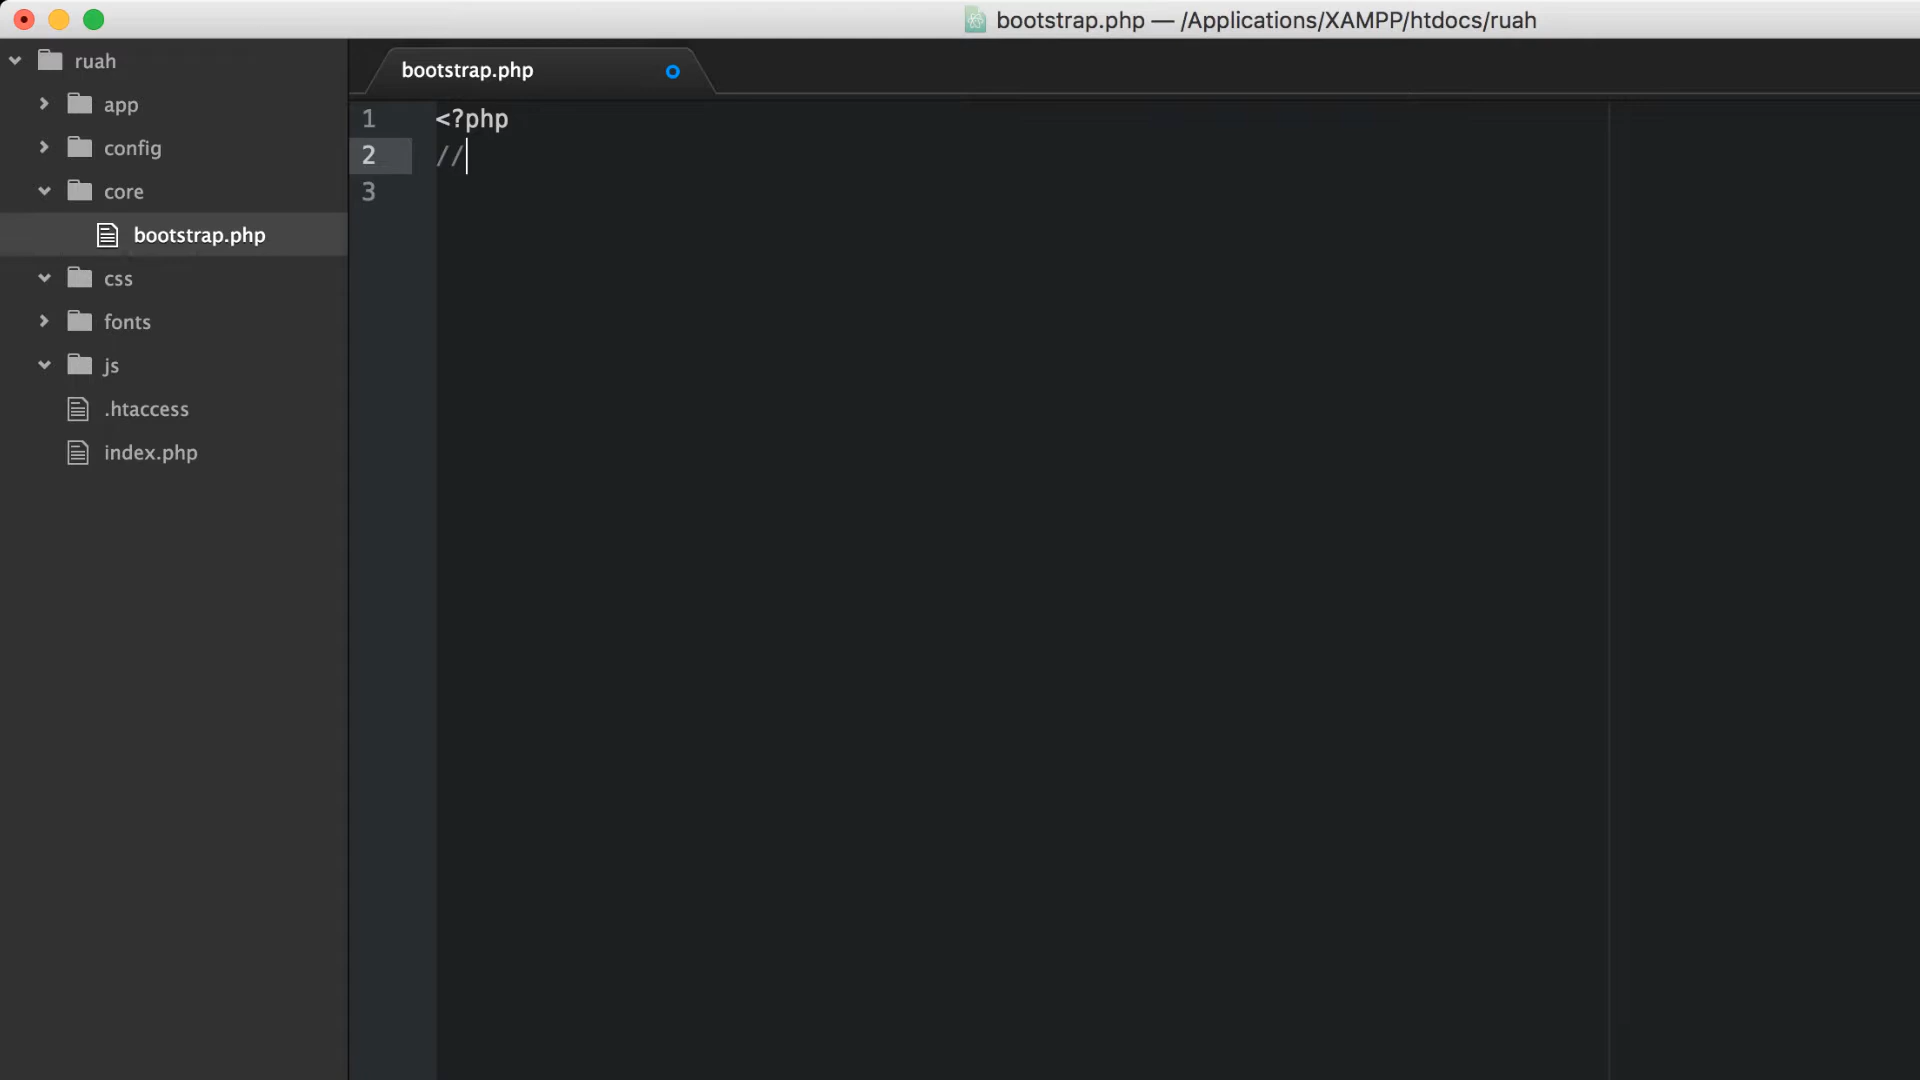 bootstrap.php — /Applications/XAMPP/htdocs/ruah
ruah
app
config
core
bootstrap.php
css
fonts
js
.htaccess
index.php
bootstrap.php
1 <?php
2 //
3